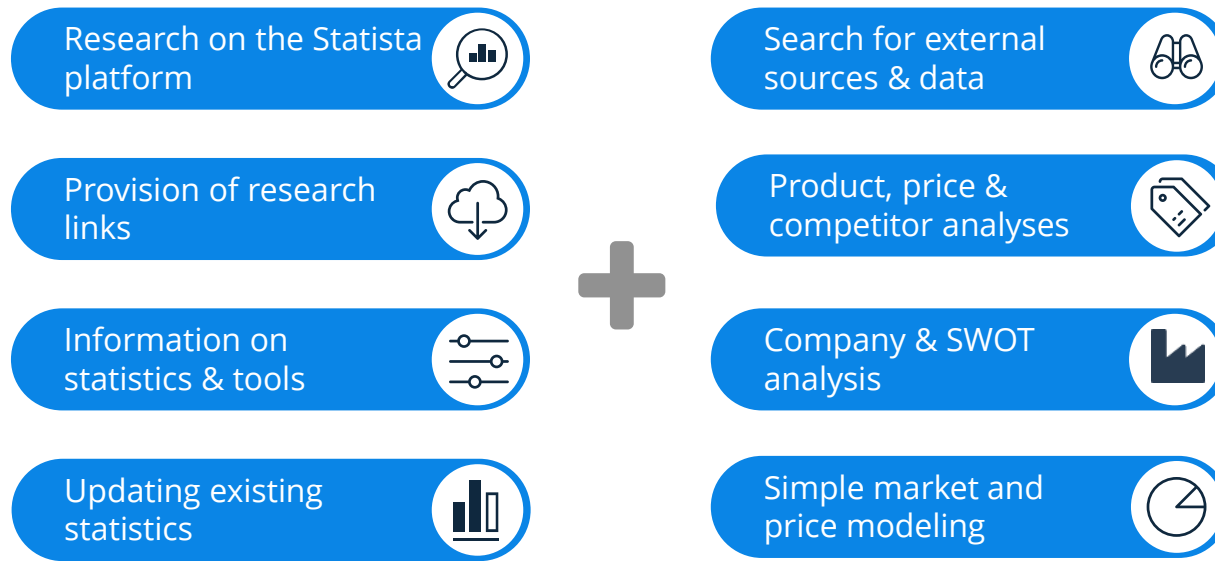 Research on the Statista
platform
Provision of research
links
Information on
statistics & tools
Updating existing
statistics
Search for external
sources & data
Product, price &
competitor analyses
Company & SWOT
analysis
Simple market and
price modeling